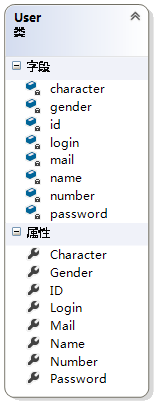 User
类
字段
character
gender
id
login
mail
name
number
password
属性
Character
Gender
ID
Login
Mail
Name
Number
Password